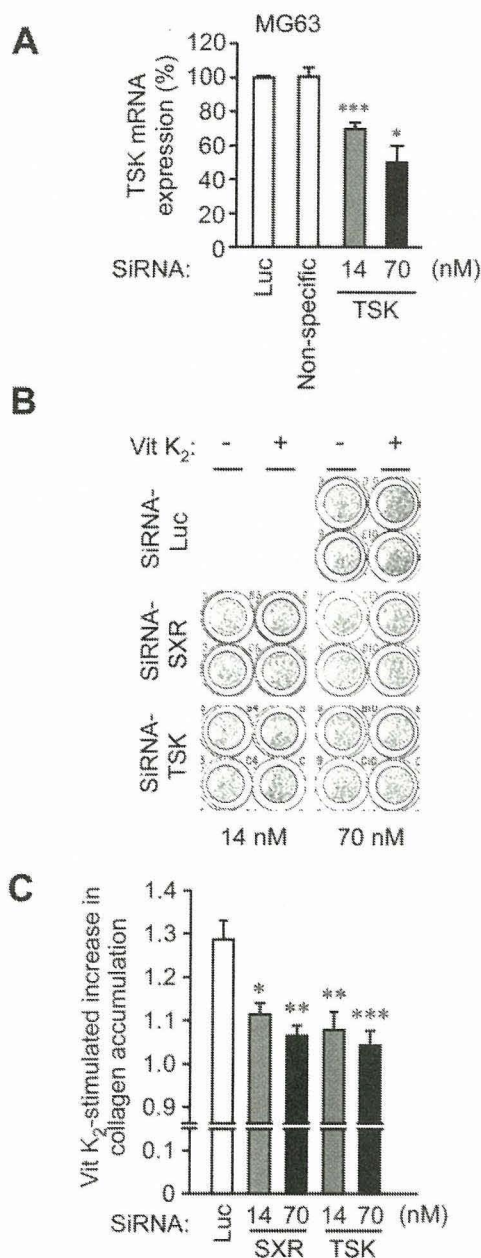 A
MG63
TSK mRNA
expression (%)
120
100
80
60
40
20
0
***
*
SiRNA:
Luc
Non-specific
14 70 (nM)
TSK
B
Vit K2: - + - +
SiRNA-
Luc
SiRNA-
SXR
SiRNA-
TSK
14 nM 70 nM
C
Vit K2-stimulated increase in
collagen accumulation
1.4
1.3
1.2
1.1
1.0
0.9
0.1
0
* ** ** ***
SiRNA:
Luc
14 70 14 70 (nM)
SXR TSK